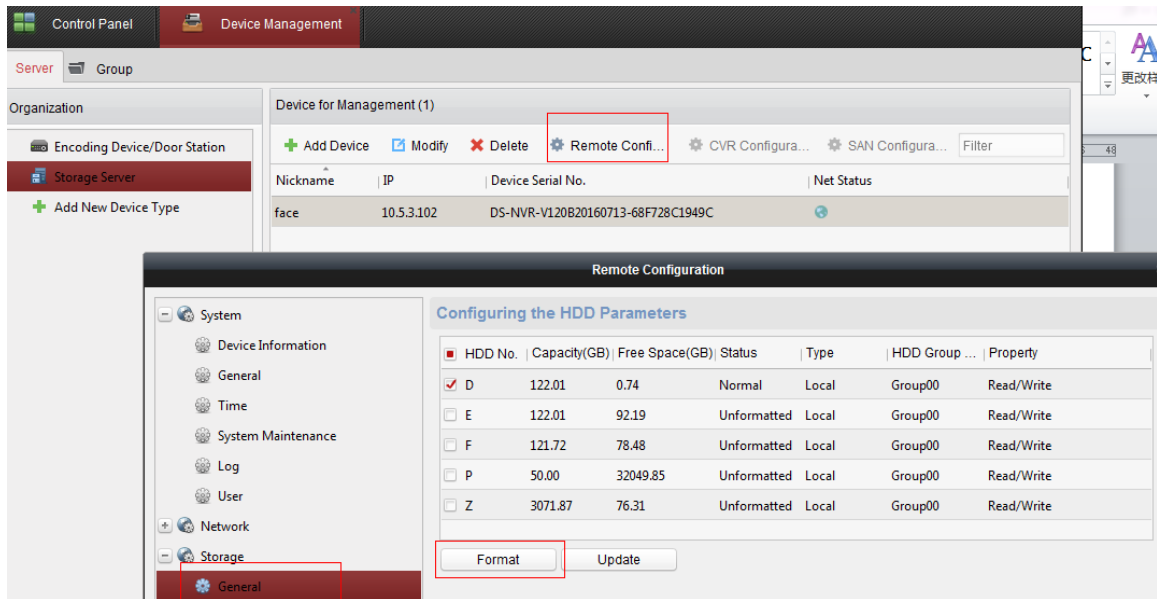 Control Panel Device Management
Server Group
Organization
Encoding Device/Door Station
Storage Server
Add New Device Type
Device for Management (1)
Add Device Modify Delete Remote Confi... CVR Configura... SAN Configura... Filter
Nickname IP Device Serial No. Net Status
face 10.5.3.102 DS-NVR-V120B20160713-68F728C1949C
C
更改样
48
Remote Configuration
System
Device Information
General
Time
System Maintenance
Log
User
Network
Storage
General
Configuring the HDD Parameters
HDD No. Capacity(GB) Free Space(GB) Status Type HDD Group ... Property
D 122.01 0.74 Normal Local Group00 Read/Write
E 122.01 92.19 Unformatted Local Group00 Read/Write
F 121.72 78.48 Unformatted Local Group00 Read/Write
P 50.00 32049.85 Unformatted Local Group00 Read/Write
Z 3071.87 76.31 Unformatted Local Group00 Read/Write
Format Update